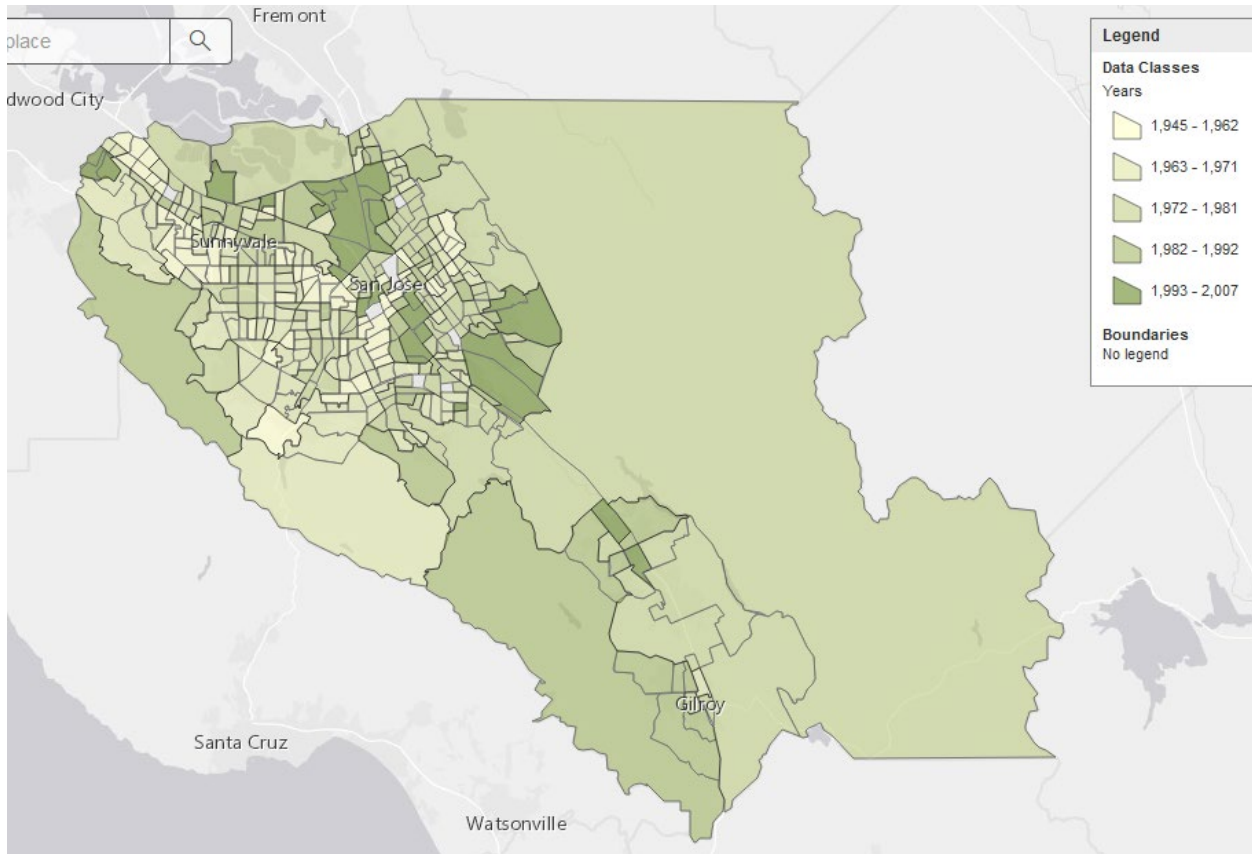 Fremont
place
dwood City
Sunnyvale
San Jose
Gilroy
Santa Cruz
Watsonville
Legend
Data Classes
Years
1,945 - 1,962
1,963 - 1,971
1,972 - 1,981
1,982 - 1,992
1,993 - 2,007
Boundaries
No legend